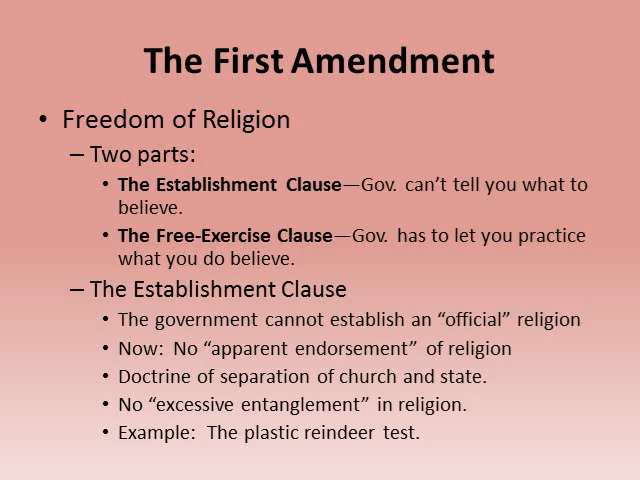 The First Amendment
• Freedom of Religion
– Two parts:
• The Establishment Clause—Gov. can’t tell you what to
believe.
• The Free-Exercise Clause—Gov. has to let you practice
what you do believe.
– The Establishment Clause
• The government cannot establish an “official” religion
• Now: No “apparent endorsement” of religion
• Doctrine of separation of church and state.
• No “excessive entanglement” in religion.
• Example: The plastic reindeer test.